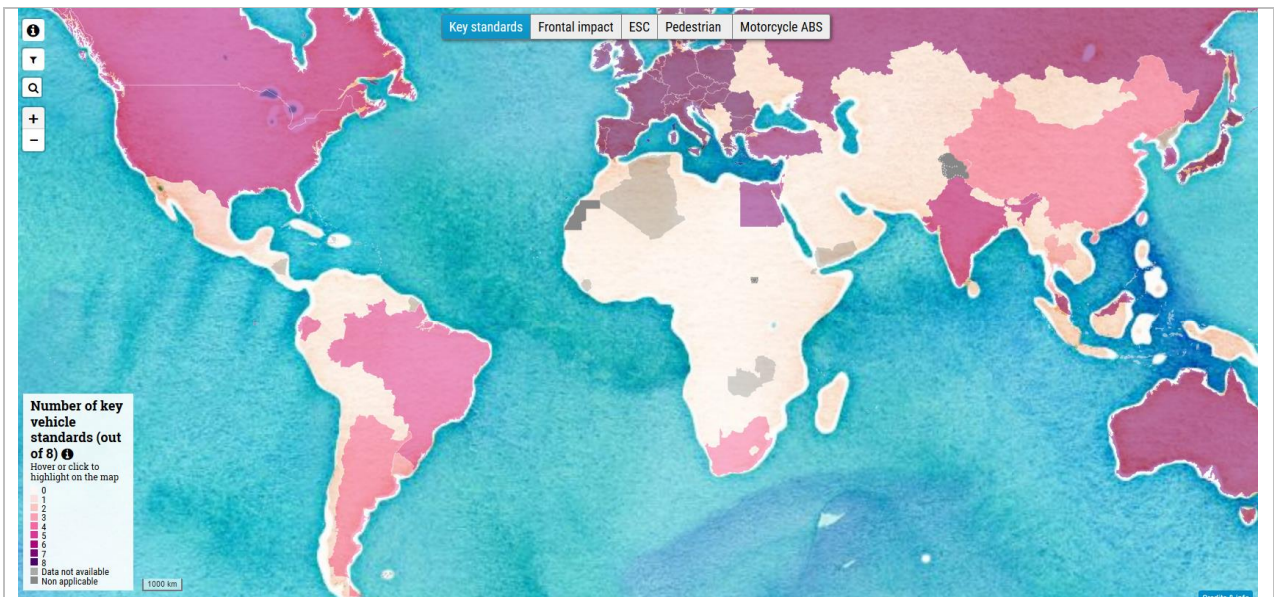 Key standards
Frontal impact
ESC
Pedestrian
Motorcycle ABS
+
−
Number of key
vehicle
standards (out
of 8)
Hover or click to
highlight on the map
0
1
2
3
4
5
6
7
8
Data not available
Non applicable
1000 km
Credits & info